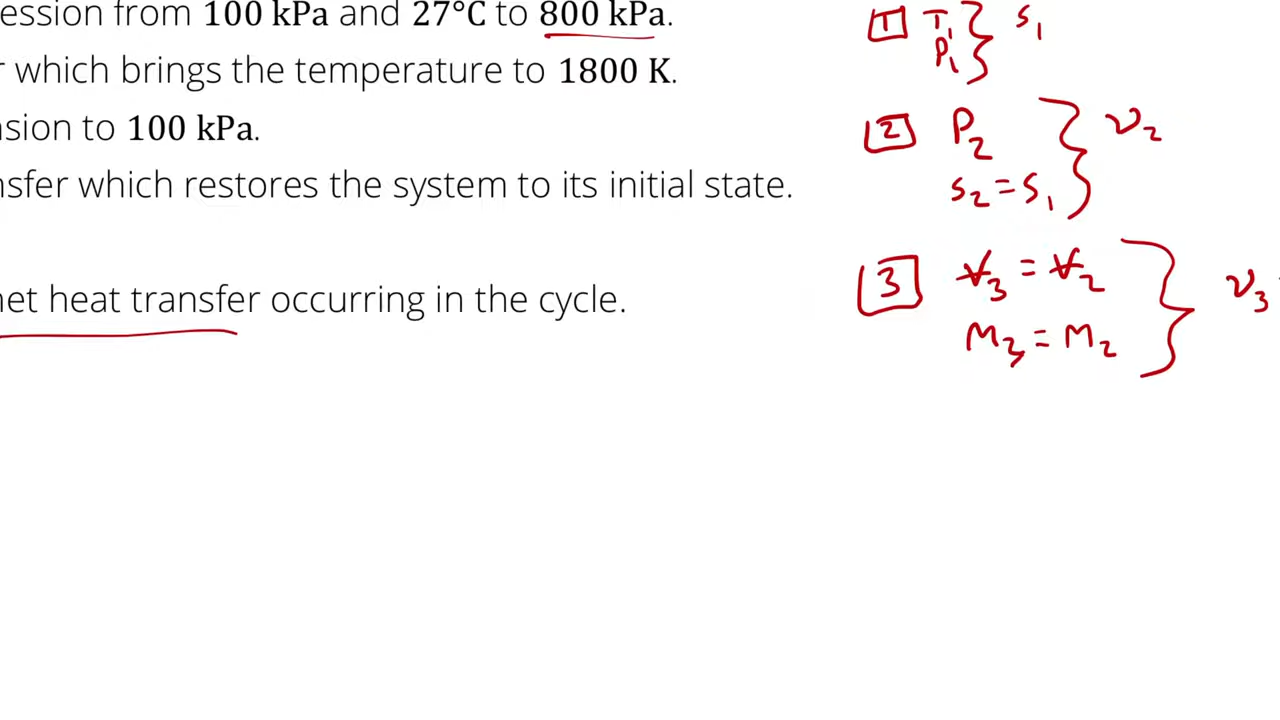 ession from 100 kPa and 27°C to 800 kPa.
r which brings the temperature to 1800 K.
nsion to 100 kPa.
nsfer which restores the system to its initial state.
net heat transfer occurring in the cycle.
1 T₁ P₁ } s₁
2 P₂ s₂ = s₁ } v₂
3 V₃ = V₂ m₃ = m₂ } v₃